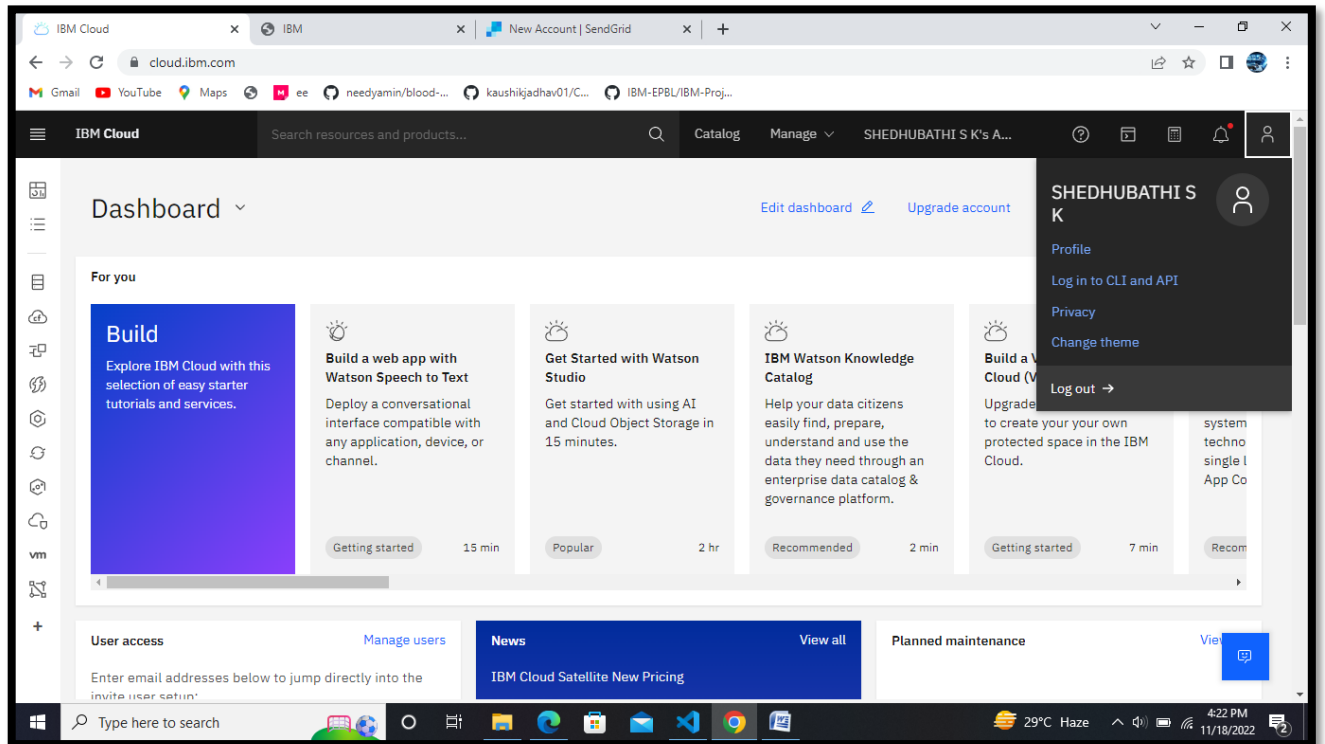 IBM Cloud
IBM
New Account | SendGrid
cloud.ibm.com
Gmail
YouTube
Maps
ee
needyamin/blood-...
kaushikjadhav01/C...
IBM-EPBL/IBM-Proj...
IBM Cloud
Search resources and products...
Catalog
Manage
SHEDHUBATHI S K's A...
SHEDHUBATHI S
K
Profile
Log in to CLI and API
Privacy
Change theme
Log out →
Dashboard
Edit dashboard
Upgrade account
For you
Build
Explore IBM Cloud with this
selection of easy starter
tutorials and services.
Build a web app with
Watson Speech to Text
Deploy a conversational
interface compatible with
any application, device, or
channel.
Getting started
15 min
Get Started with Watson
Studio
Get started with using AI
and Cloud Object Storage in
15 minutes.
Popular
2 hr
IBM Watson Knowledge
Catalog
Help your data citizens
easily find, prepare,
understand and use the
data they need through an
enterprise data catalog &
governance platform.
Recommended
2 min
Build a V
Cloud (V
Upgrade
to create your your own
protected space in the IBM
Cloud.
Getting started
7 min
system
techno
single l
App Co
Recom
vm
User access
Manage users
Enter email addresses below to jump directly into the
invite user setup:
News
View all
IBM Cloud Satellite New Pricing
Planned maintenance
Vie
Type here to search
29°C Haze
4:22 PM
11/18/2022
2